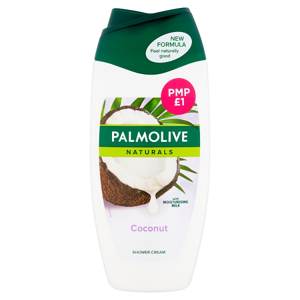 NEW
FORMULA
Feel naturally
good
PMP
£1
PALMOLIVE
NATURALS
with
MOISTURISING
MILK
Coconut
SHOWER CREAM